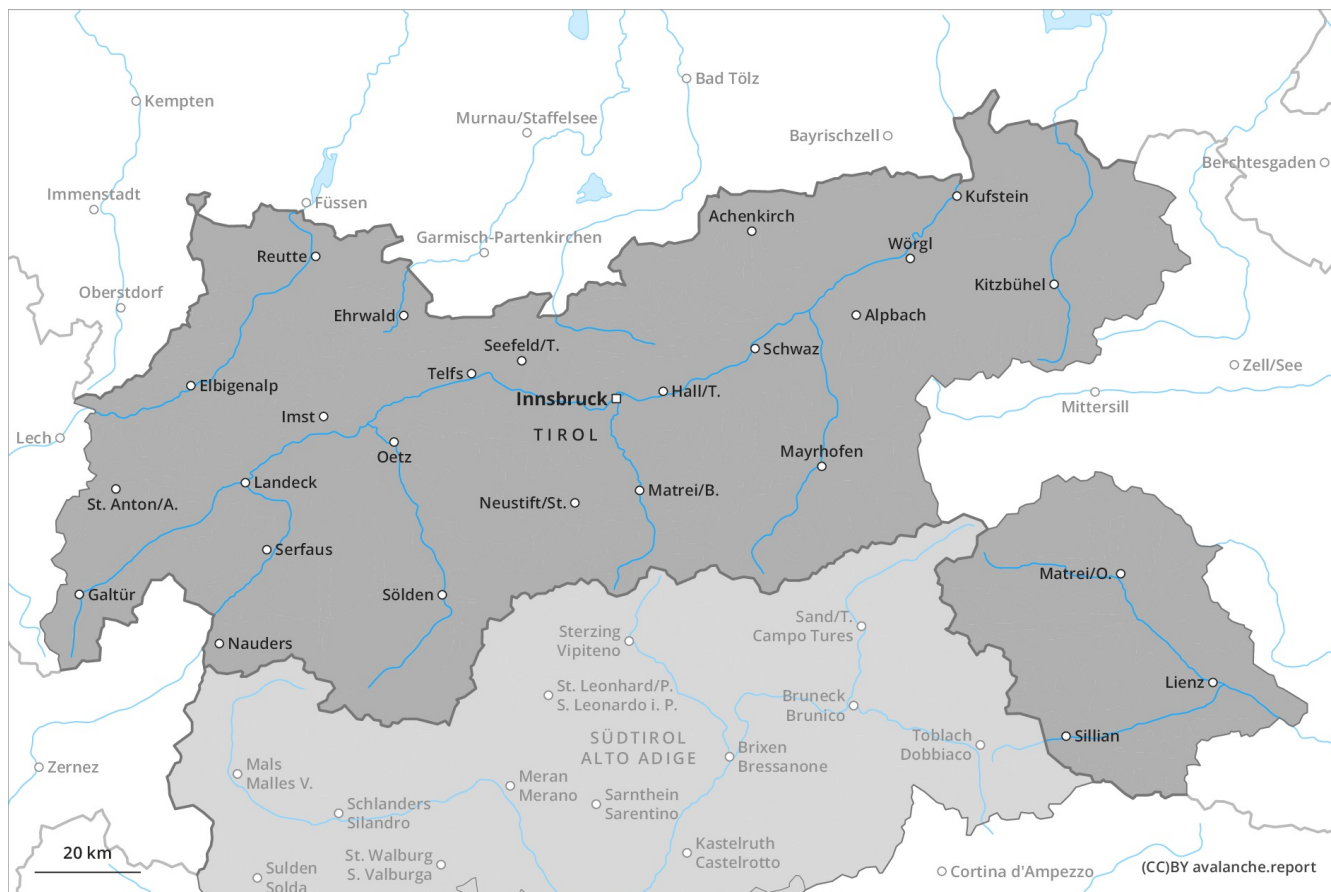 Bad Tölz
Kempten
Murnau/Staffelsee
Bayrischzell
Berchtesgaden
Immenstadt
Füssen
Kufstein
Achenkirch
Garmisch-Partenkirchen
Wörgl
Reutte
Kitzbühel
Oberstdorf
Ehrwald
Alpbach
Seefeld/T.
Schwaz
Zell/See
Telfs
Elbigenalp
Hall/T.
Innsbruck
Mittersill
Imst
TIROL
Lech
Oetz
Mayrhofen
Landeck
Matrei/B.
St. Anton/A.
Neustift/St.
Serfaus
Matrei/O.
Galtür
Sölden
Sand/T.
Campo Tures
Sterzing
Vipiteno
Nauders
Lienz
St. Leonhard/P.
S. Leonardo i. P.
Bruneck
Brunico
Sillian
Toblach
Dobbiaco
SÜDTIROL
ALTO ADIGE
Brixen
Bressanone
Zernez
Mals
Malles V.
Meran
Merano
Sarnthein
Sarentino
Schlanders
Silandro
Kastelruth
Castelrotto
20 km
St. Walburg
S. Valburga
Sulden
Solda
Cortina d'Ampezzo
(CC)BY avalanche.report